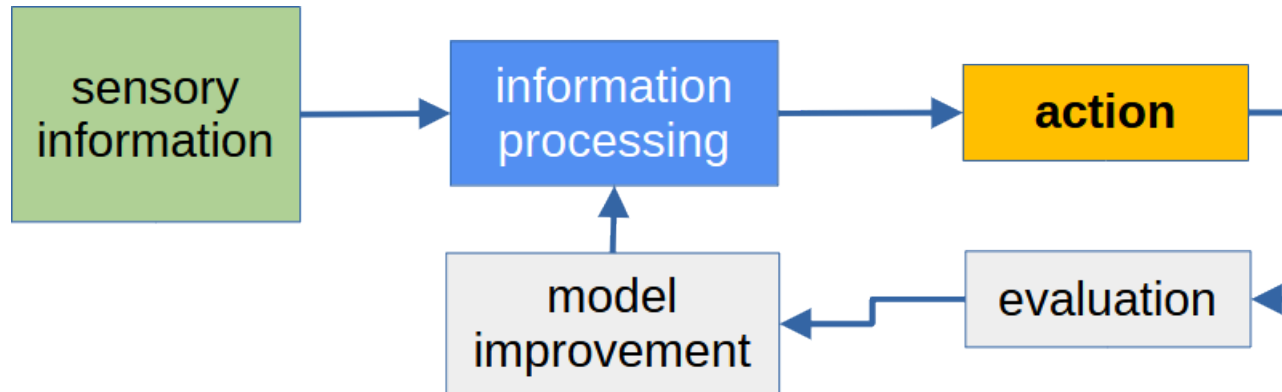 sensory
information
information
processing
action
model
improvement
evaluation